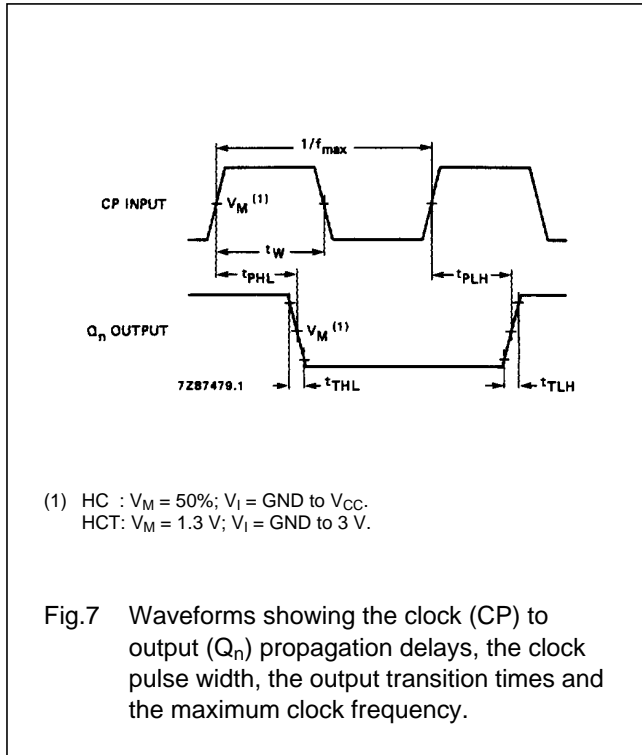 1/fmax
CP INPUT
VM (1)
tW
tPHL
tPLH
Qn OUTPUT
VM (1)
7Z87479.1
tTHL
tTLH
(1) HC : VM = 50%; VI = GND to VCC.
HCT: VM = 1.3 V; VI = GND to 3 V.
Fig.7 Waveforms showing the clock (CP) to
output (Qn) propagation delays, the clock
pulse width, the output transition times and
the maximum clock frequency.